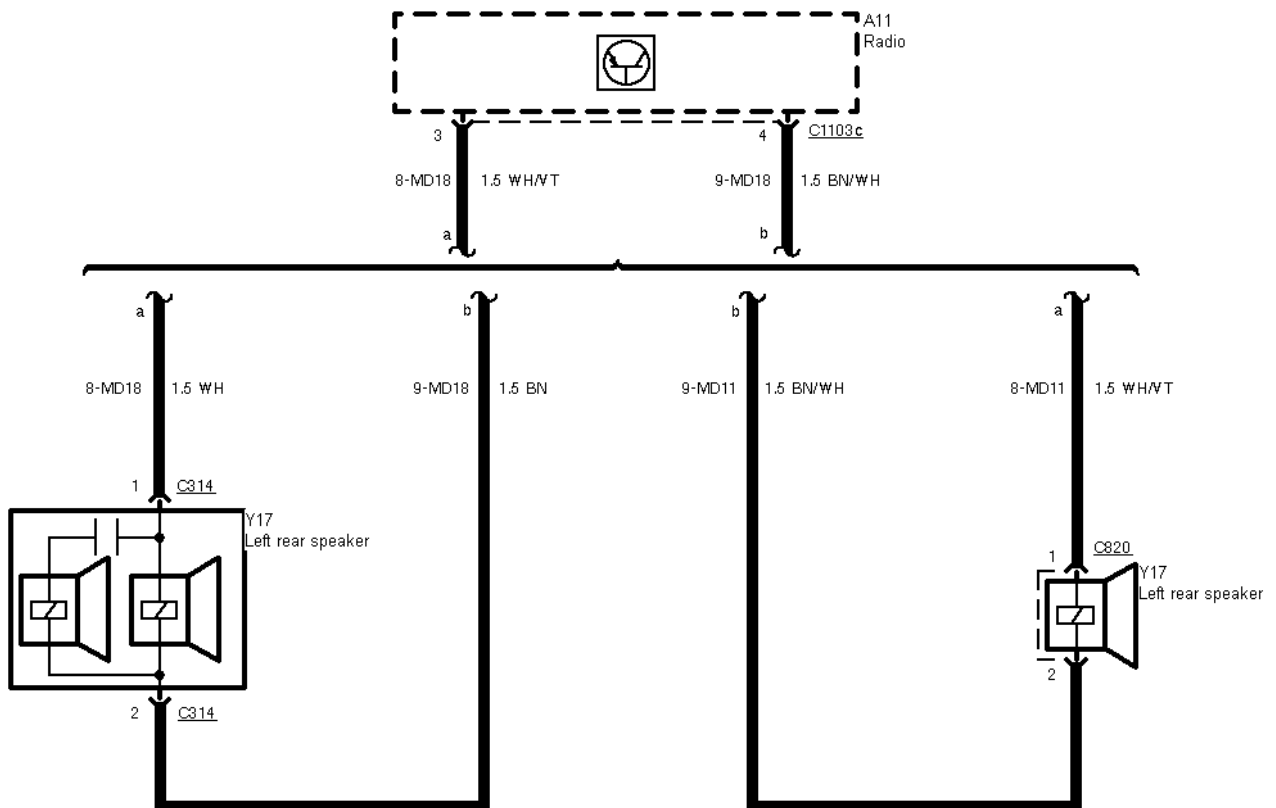 A11
Radio
3
4
C1103c
8-MD18
1.5 WH/VT
9-MD18
1.5 BN/WH
a
b
a
b
b
a
8-MD18
1.5 WH
9-MD18
1.5 BN
9-MD11
1.5 BN/WH
8-MD11
1.5 WH/VT
1
C314
Y17
Left rear speaker
1
C820
Y17
Left rear speaker
2
2
C314